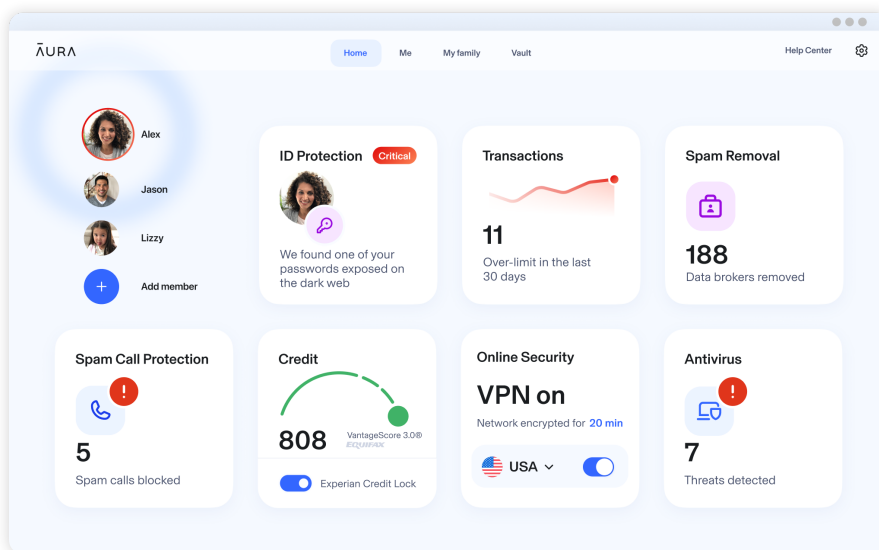 ĀURA
Home
Me
My family
Vault
Help Center
Alex
Jason
Lizzy
Add member
ID Protection
Critical
We found one of your
passwords exposed on
the dark web
Transactions
11
Over-limit in the last
30 days
Spam Removal
188
Data brokers removed
Spam Call Protection
!
5
Spam calls blocked
Credit
808
VantageScore 3.0®
EQUIFAX
Experian Credit Lock
Online Security
VPN on
Network encrypted for 20 min
USA
Antivirus
!
7
Threats detected